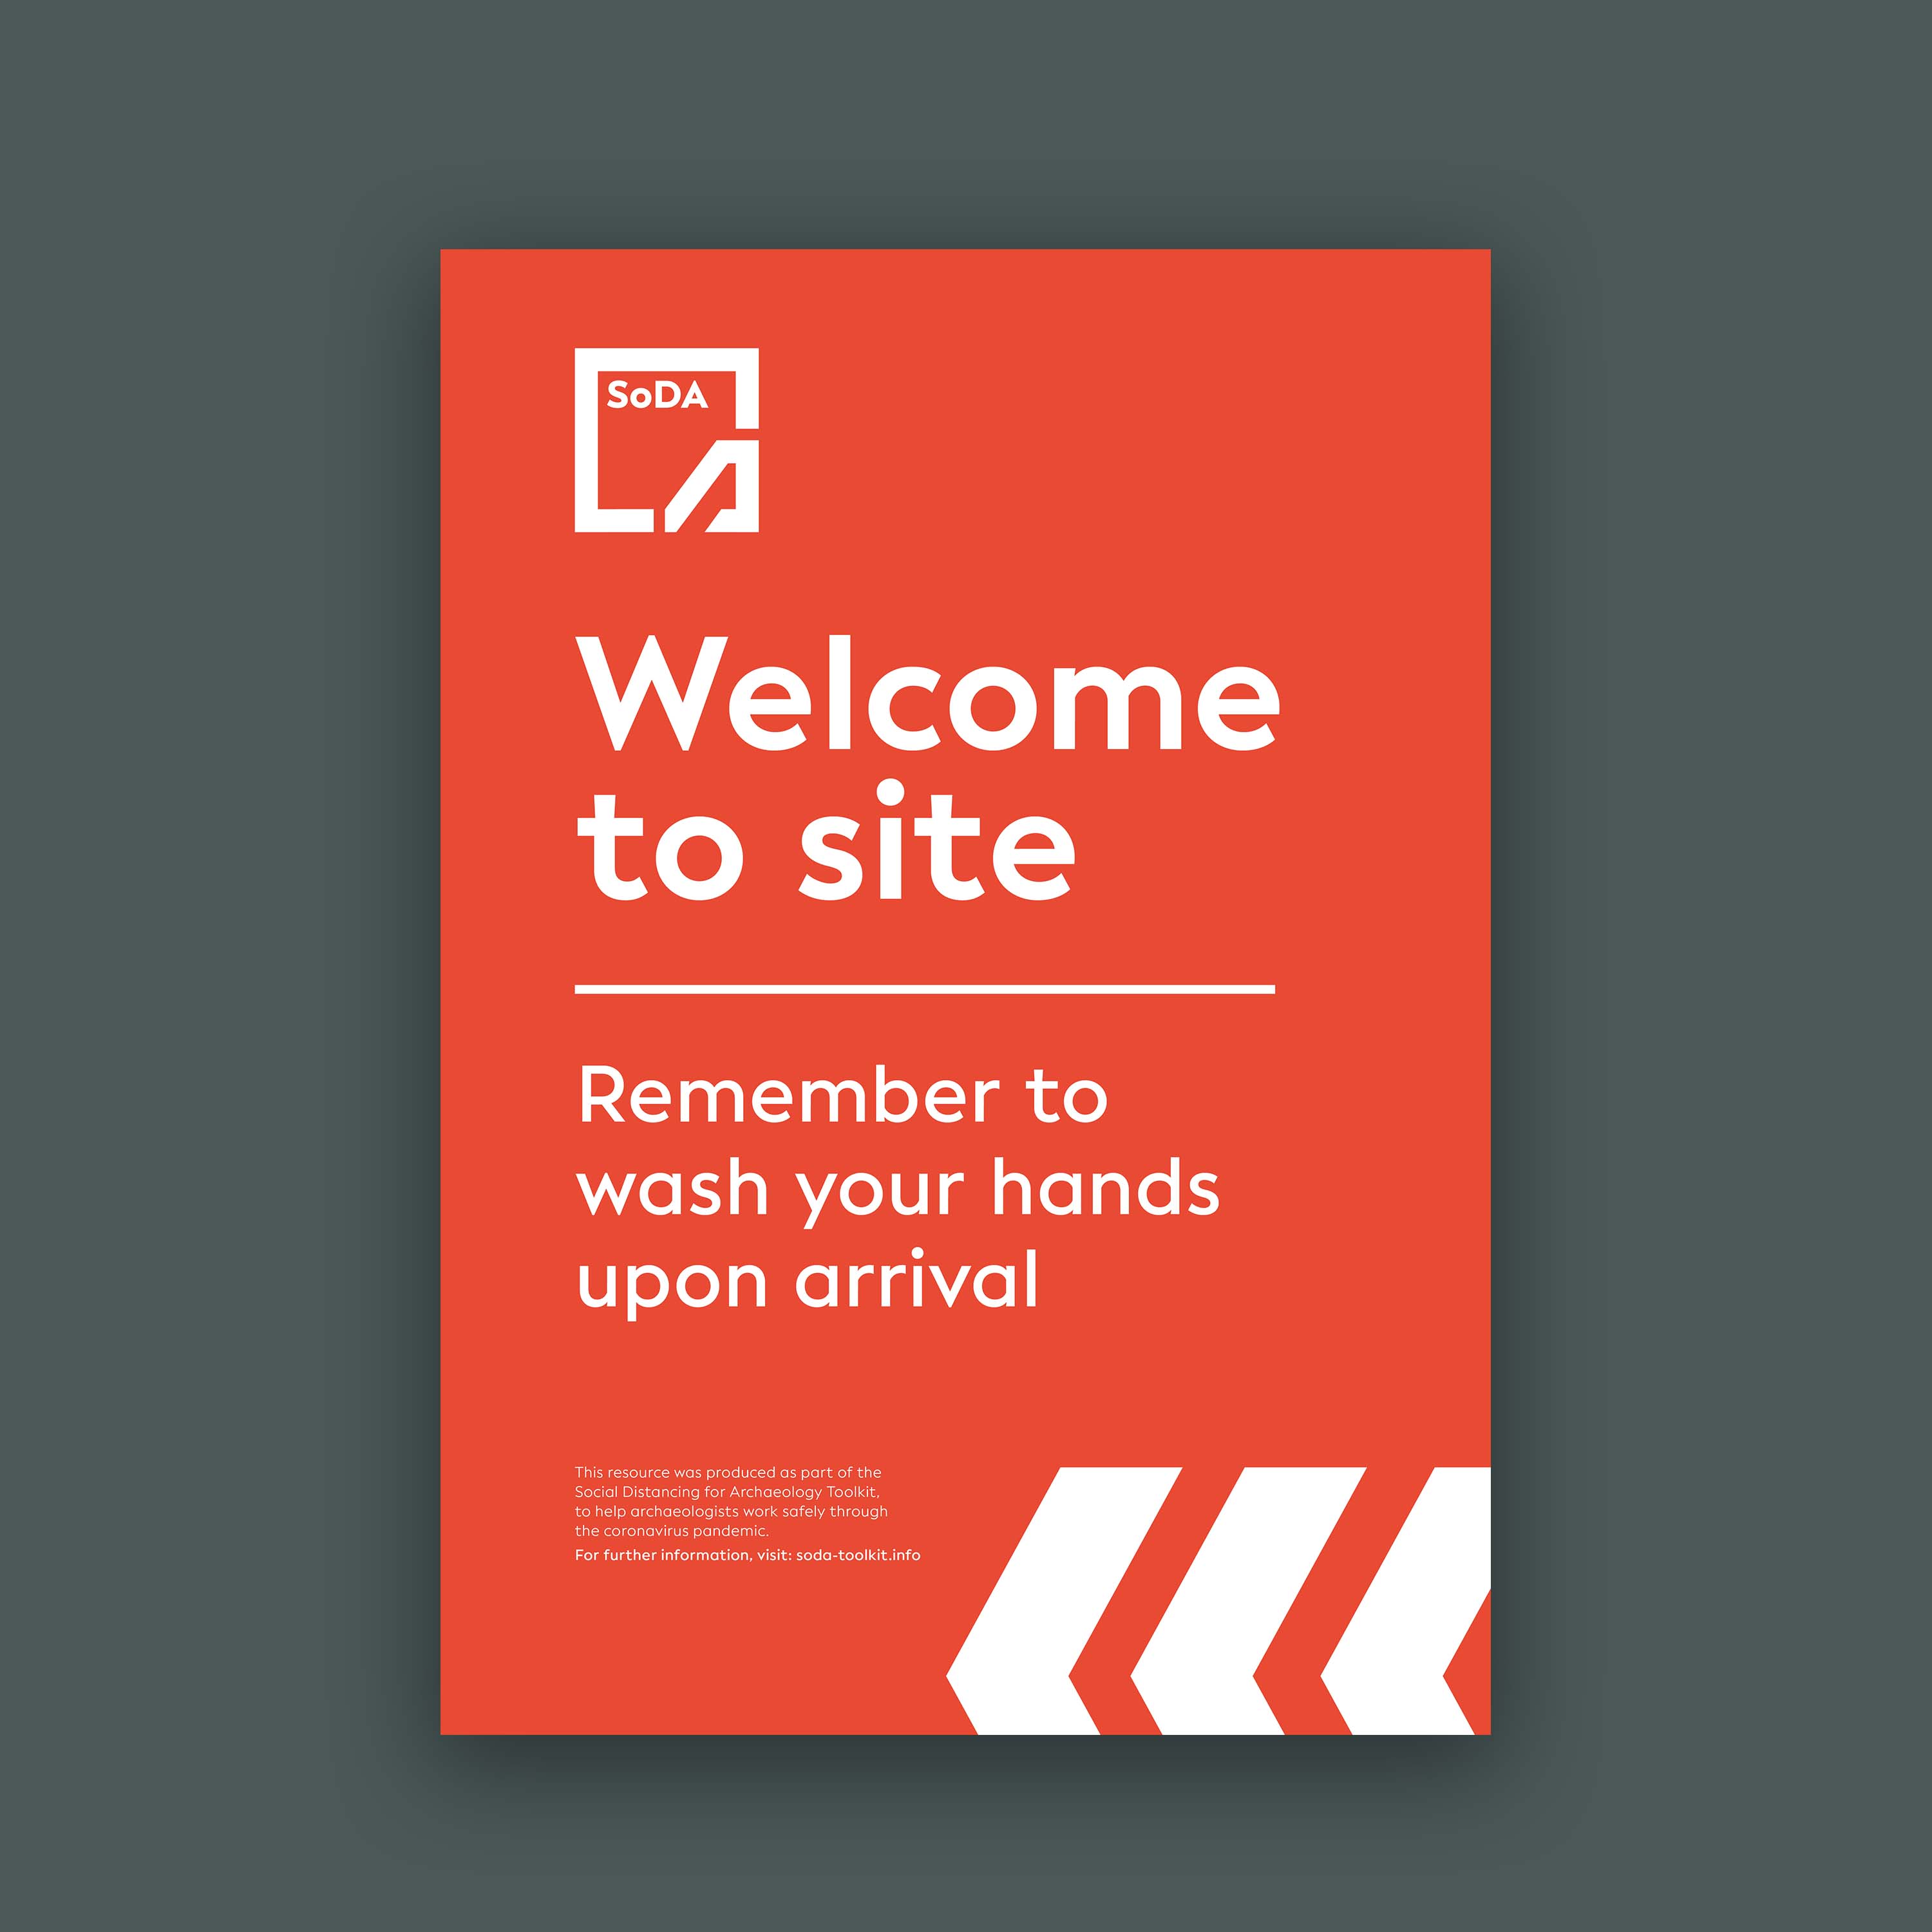 SoDA
Welcome
to site
Remember to
wash your hands
upon arrival
This resource was produced as part of the
Social Distancing for Archaeology Toolkit,
to help archaeologists work safely through
the coronavirus pandemic.
For further information, visit: soda-toolkit.info